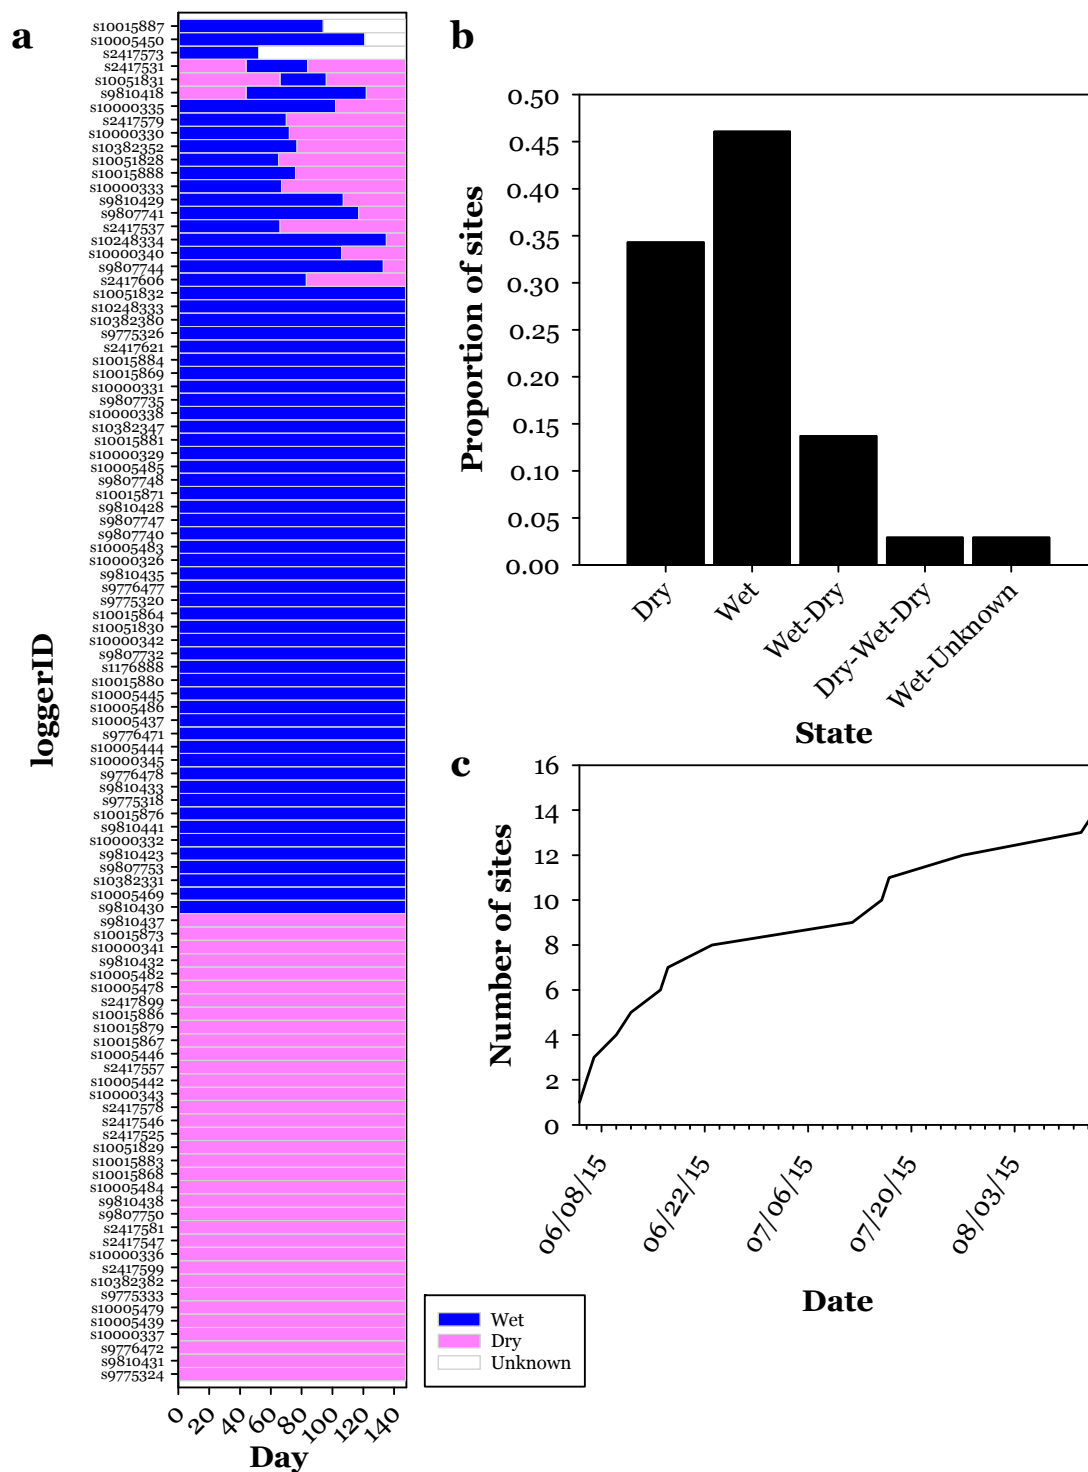 a
loggerID
s10015887
s10005450
s2417573
s2417531
s10051831
s9810418
s10000335
s2417579
s10000330
s10382352
s10051828
s10015888
s10000333
s9810429
s9807741
s2417537
s10248334
s10000340
s9807744
s2417606
s10051832
s10248333
s10382380
s9775326
s2417621
s10015884
s10015869
s10000331
s9807735
s10000338
s10382347
s10015881
s10000329
s10005485
s9807748
s10015871
s9810428
s9807747
s9807740
s10005483
s10000326
s9810435
s9776477
s9775320
s10015864
s10051830
s10000342
s9807732
s1176888
s10015880
s10005445
s10005486
s10005437
s9776471
s10005444
s10000345
s9776478
s9810433
s9775318
s10015876
s9810441
s10000332
s9810423
s9807753
s10382331
s10005469
s9810430
s9810437
s10015873
s10000341
s9810432
s10005482
s10005478
s2417899
s10015886
s10015879
s10015867
s10005446
s2417557
s10005442
s10000343
s2417578
s2417546
s2417525
s10051829
s10015883
s10015868
s10005484
s9810438
s9807750
s2417581
s2417547
s10000336
s2417599
s10382382
s9775333
s10005479
s10005439
s10000337
s9776472
s9810431
s9775324
0 20 40 60 80 100 120 140
Day
Wet
Dry
Unknown
b
Proportion of sites
0.50
0.45
0.40
0.35
0.30
0.25
0.20
0.15
0.10
0.05
0.00
Dry Wet Wet-Dry Dry-Wet-Dry Wet-Unknown
State
c
Number of sites
16
14
12
10
8
6
4
2
0
06/08/15 06/22/15 07/06/15 07/20/15 08/03/15
Date